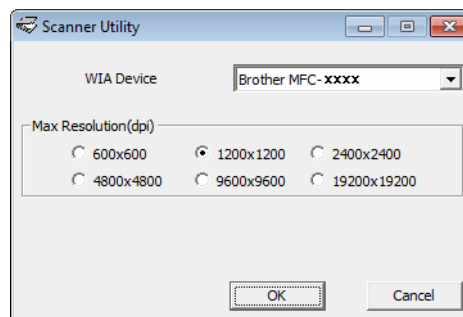 Scanner Utility
WIA Device
Brother MFC-xxxx
Max Resolution(dpi)
600x600 1200x1200 2400x2400
4800x4800 9600x9600 19200x19200
OK Cancel